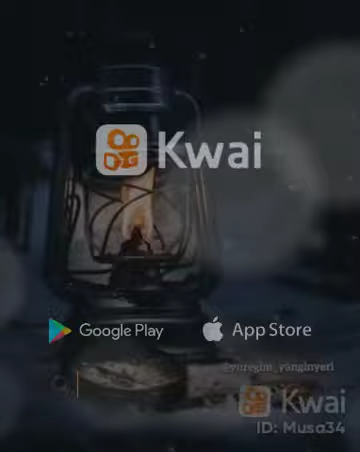 Kwai
Google Play
App Store
@yuregim_yanginyeri
Kwai
ID: Musa34